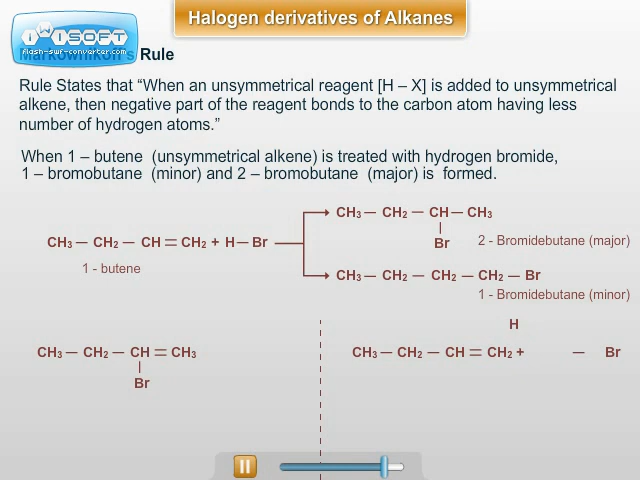 Halogen derivatives of Alkanes
iWiSOFT
flash-swf-converter.com
Markownikoff's Rule
Rule States that “When an unsymmetrical reagent [H – X] is added to unsymmetrical
alkene, then negative part of the reagent bonds to the carbon atom having less
number of hydrogen atoms.”
When 1 – butene (unsymmetrical alkene) is treated with hydrogen bromide,
1 – bromobutane (minor) and 2 – bromobutane (major) is formed.
CH₃ — CH₂ — CH — CH₃
Br
2 - Bromidebutane (major)
CH₃ — CH₂ — CH = CH₂ + H — Br
1 - butene
CH₃ — CH₂ — CH₂ — CH₂ — Br
1 - Bromidebutane (minor)
CH₃ — CH₂ — CH = CH₃
Br
H
CH₃ — CH₂ — CH = CH₂ + — Br